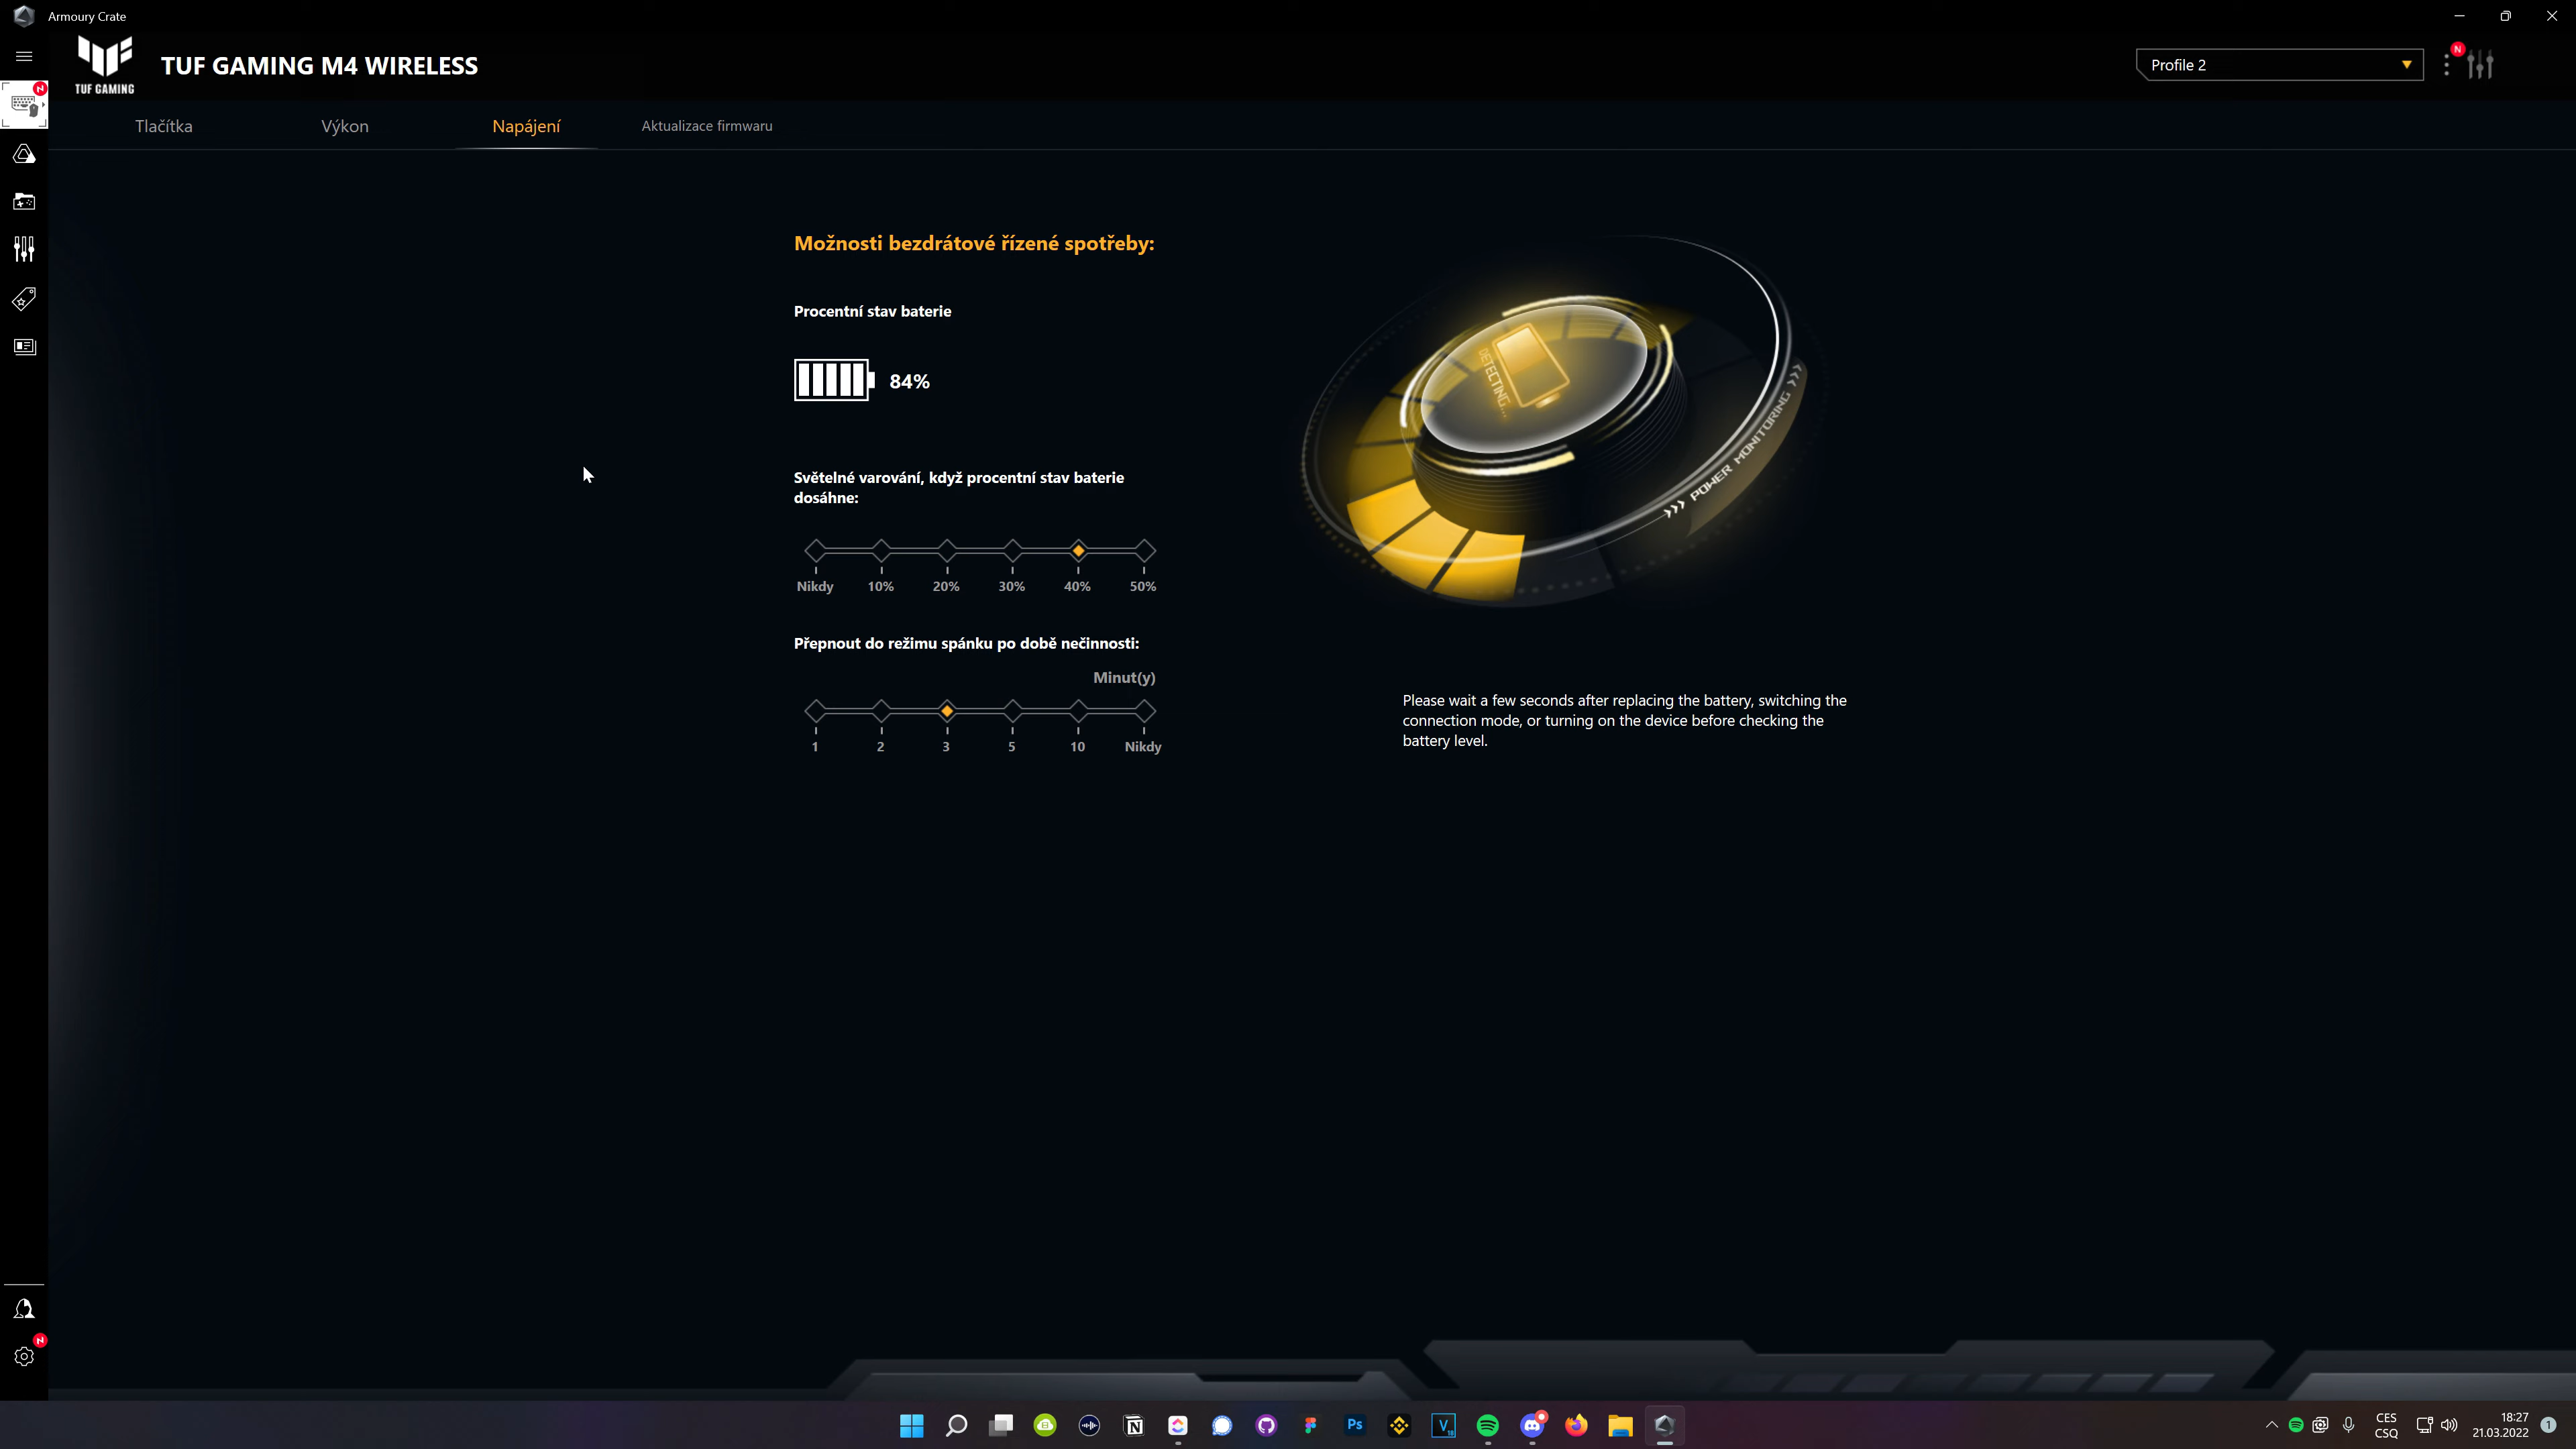 Armoury Crate
TUF GAMING
TUF GAMING M4 WIRELESS
Profile 2
N
N
Tlačítka
Výkon
Napájení
Aktualizace firmwaru
Možnosti bezdrátové řízené spotřeby:
Procentní stav baterie
84%
DETECTING...
POWER MONITORING
Světelné varování, když procentní stav baterie
dosáhne:
Nikdy 10% 20% 30% 40% 50%
Přepnout do režimu spánku po době nečinnosti:
Minut(y)
1 2 3 5 10 Nikdy
Please wait a few seconds after replacing the battery, switching the
connection mode, or turning on the device before checking the
battery level.
N
Ps
V
18
CES
CSQ
18:27
21.03.2022
1